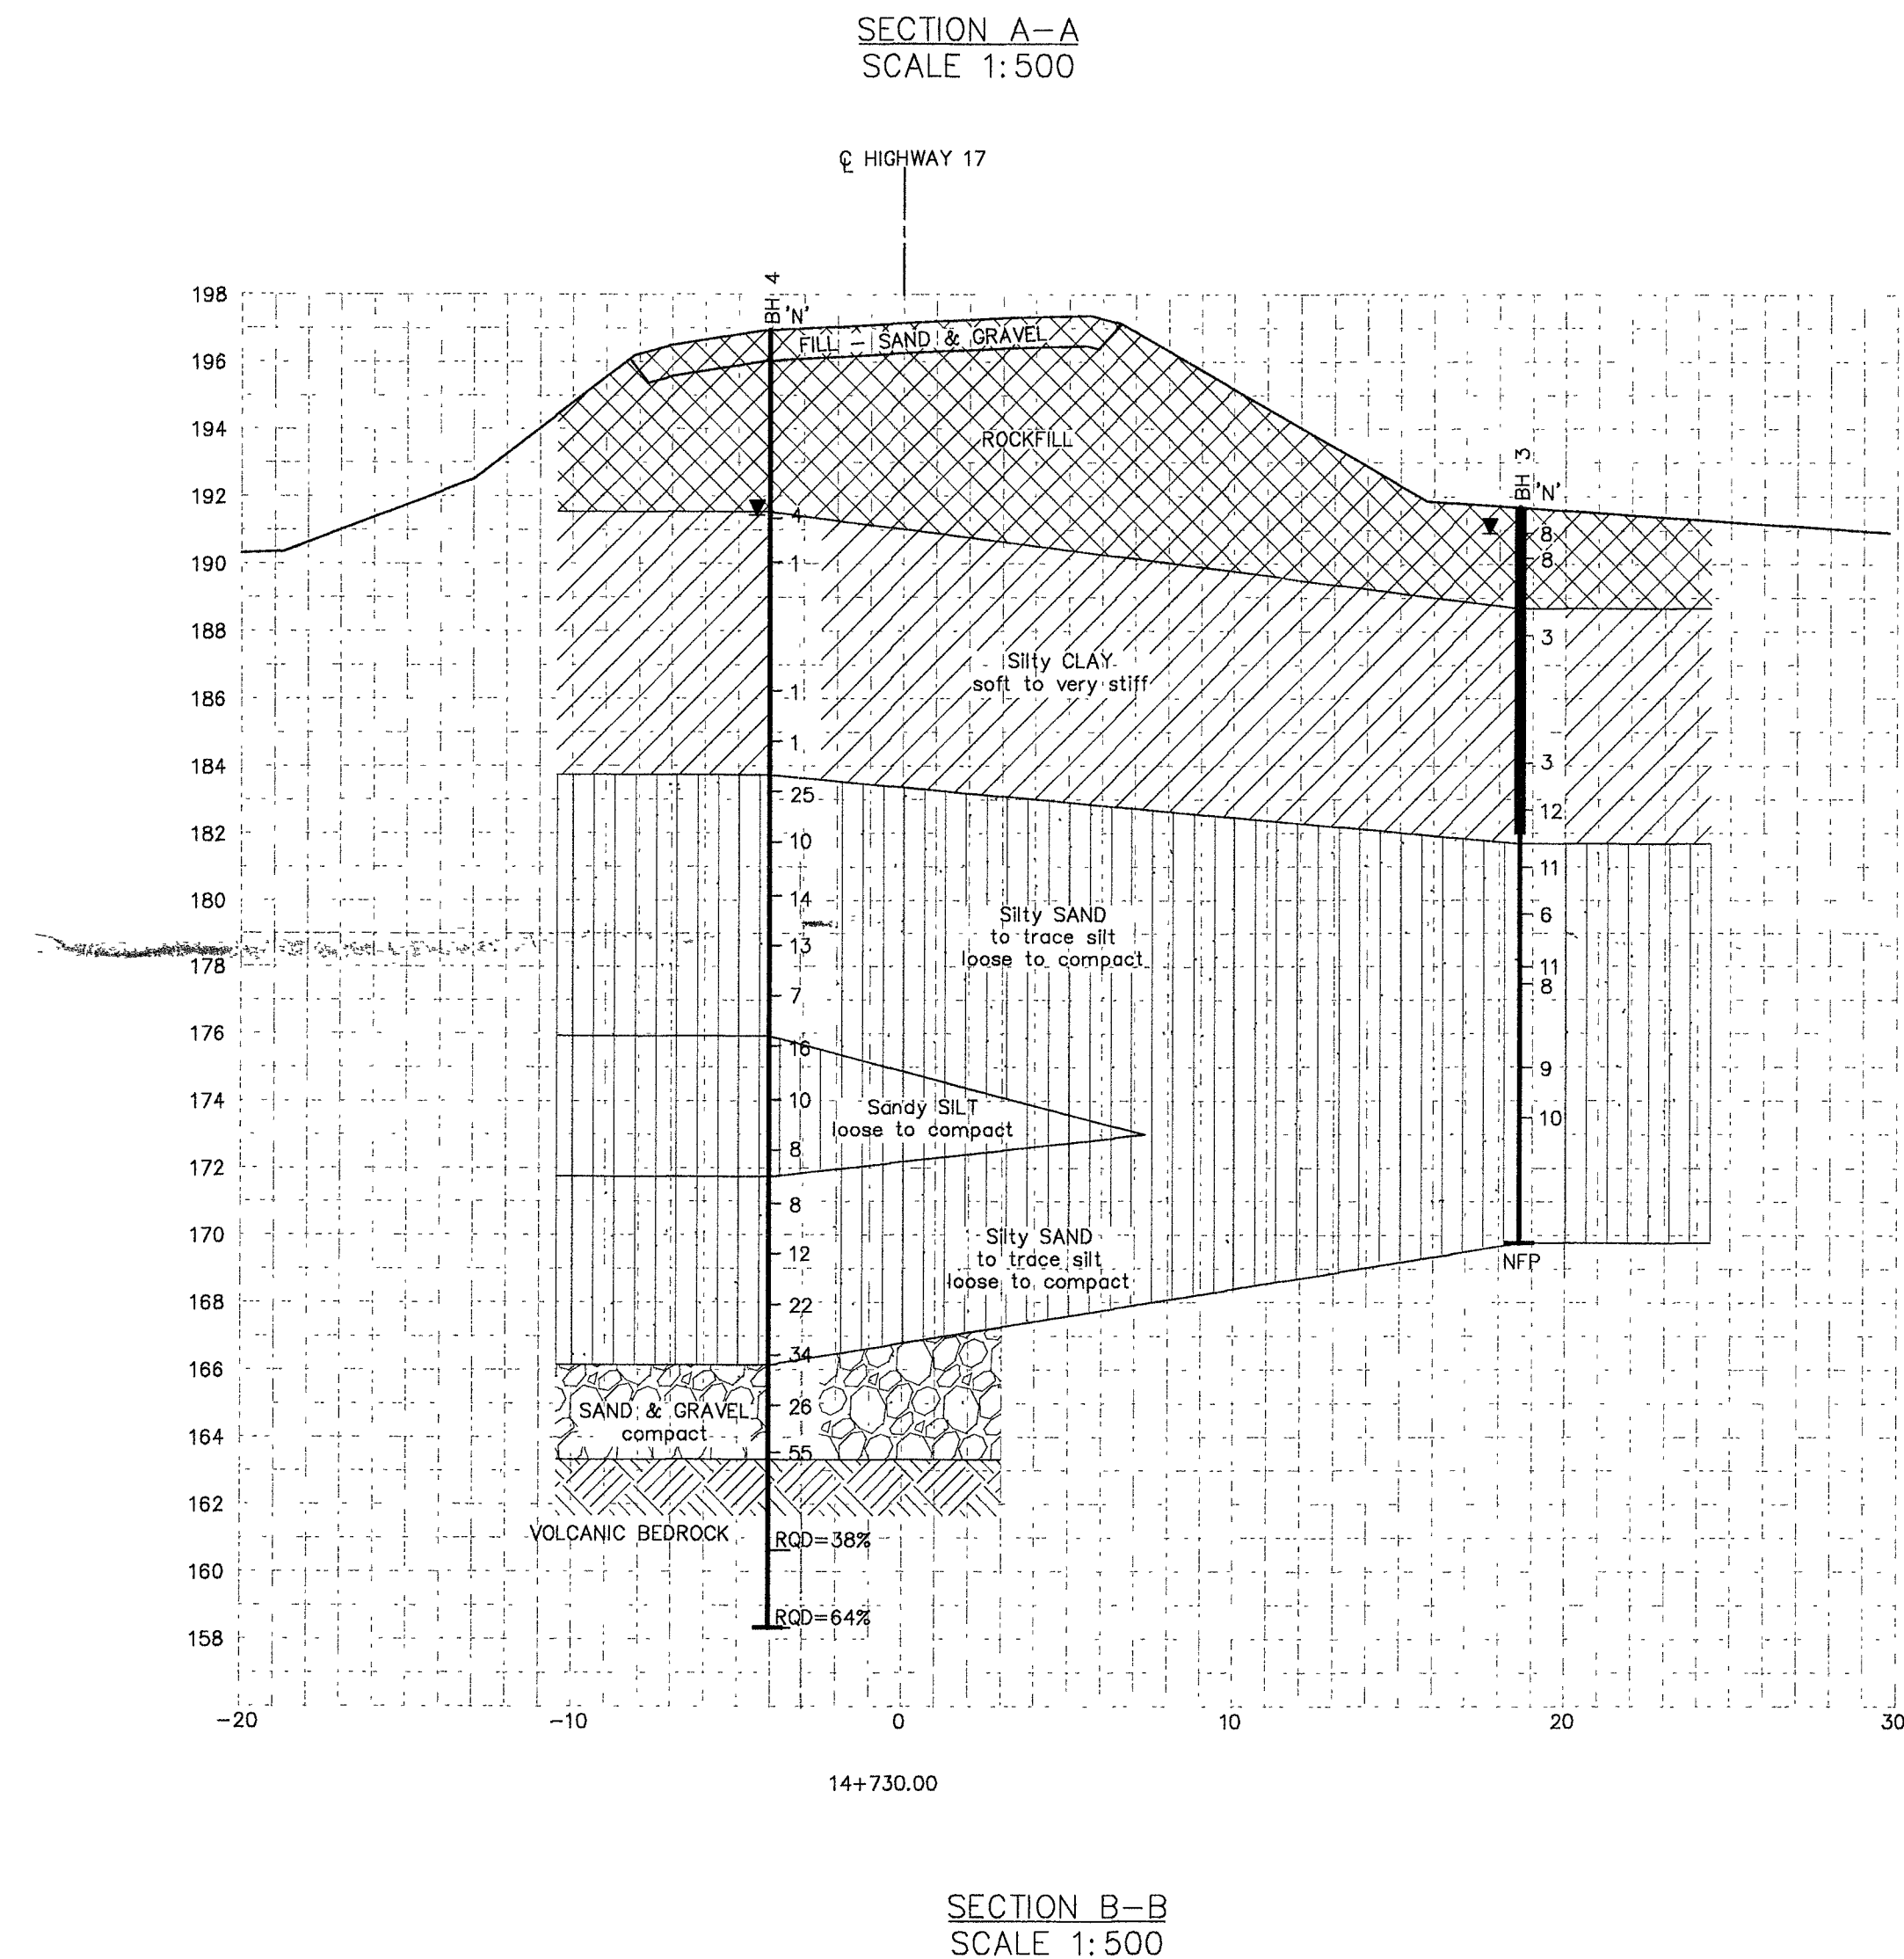 SECTION A-A
SCALE 1:500
℄ HIGHWAY 17
198
196
194
192
190
188
186
184
182
180
178
176
174
172
170
168
166
164
162
160
158
BH 4
'N'
FILL - SAND & GRAVEL
ROCKFILL
4
1
1
1
25
10
14
13
7
16
10
8
8
12
22
34
26
55
RQD=38%
RQD=64%
BH 3
'N'
8
8
3
3
12
11
6
11
8
9
10
NFP
Silty CLAY
soft to very stiff
Silty SAND
to trace silt
loose to compact
Sandy SILT
loose to compact
Silty SAND
to trace silt
loose to compact
SAND & GRAVEL
compact
VOLCANIC BEDROCK
-20
-10
0
10
20
30
14+730.00
SECTION B-B
SCALE 1:500